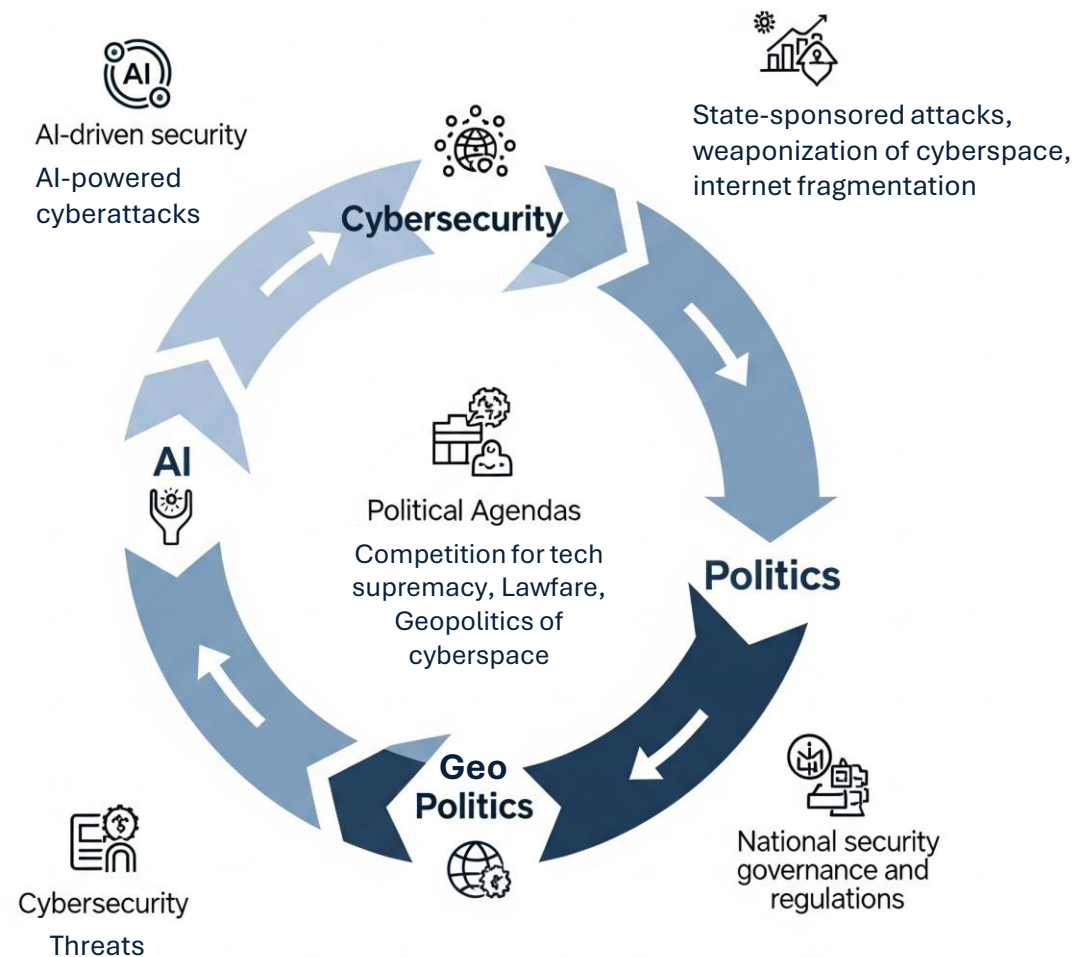 AI
AI-driven security
AI-powered
cyberattacks
State-sponsored attacks,
weaponization of cyberspace,
internet fragmentation
Cybersecurity
AI
Political Agendas
Competition for tech
supremacy, Lawfare,
Geopolitics of
cyberspace
Politics
Geo
Politics
National security
governance and
regulations
Cybersecurity
Threats